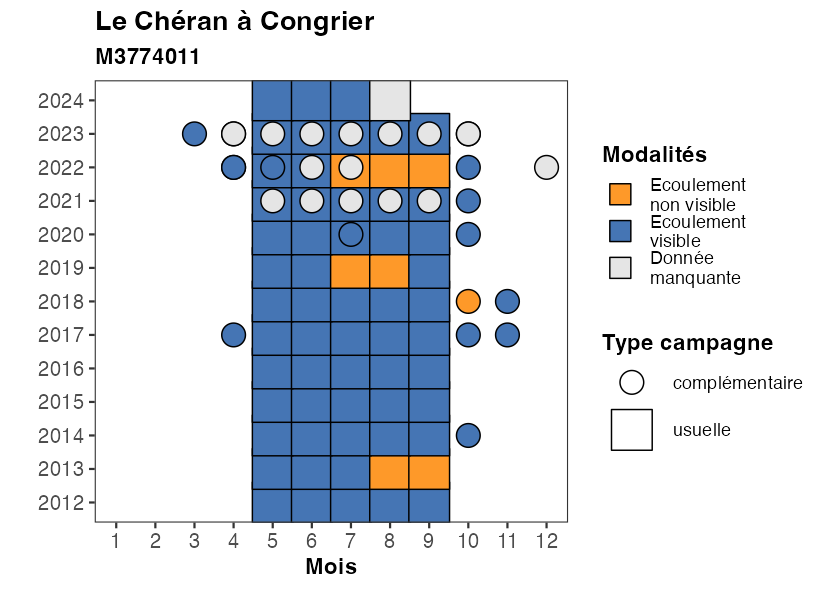 Le Chéran à Congrier
M3774011
2024
2023
2022
2021
2020
2019
2018
2017
2016
2015
2014
2013
2012
1 2 3 4 5 6 7 8 9 10 11 12
Mois
Modalités
Ecoulement
non visible
Ecoulement
visible
Donnée
manquante
Type campagne
complémentaire
usuelle